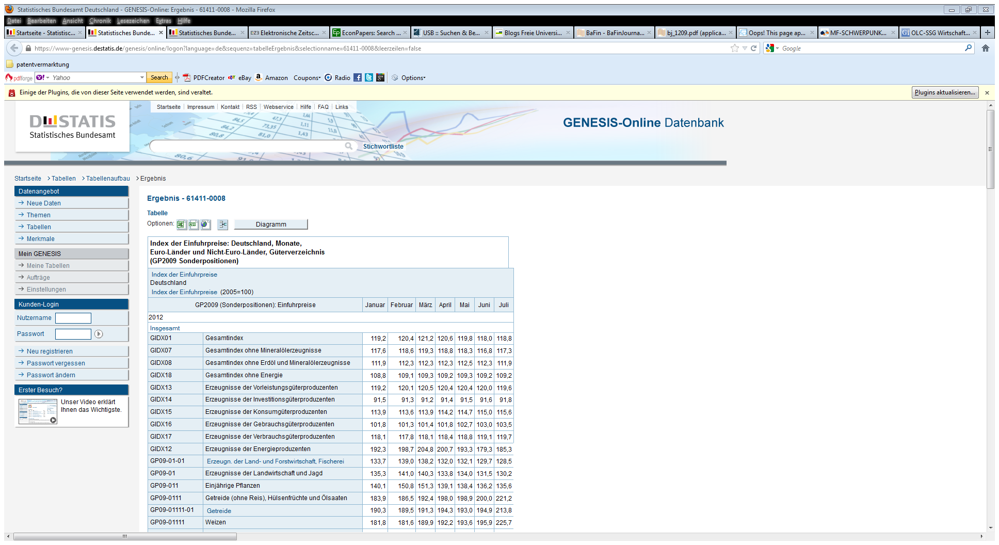 Statistisches Bundesamt Deutschland - GENESIS-Online: Ergebnis - 61411-0008 - Mozilla Firefox
Datei Bearbeiten Ansicht Chronik Lesezeichen Extras Hilfe
Startseite - Statistisc... Statistisches Bunde... Statistisches Bunde... EZB Elektronische Zeitsc... EP EconPapers: Search ... USB :: Suchen & Be... Blogs Freie Universi... BaFin - BaFinJourna... bj_1209.pdf (applica... Oops! This page ap... MF-SCHWERPUNK... GI OLC-SSG Wirtschaft...
https://www-genesis.destatis.de/genesis/online/logon?language=de&sequenz=tabelleErgebnis&selectionname=61411-0008&leerzeilen=false Google
patentvermarktung
pdfforge Y! Yahoo Search PDFCreator eBay Amazon Coupons Radio Options
Einige der Plugins, die von dieser Seite verwendet werden, sind veraltet. Plugins aktualisieren...
Startseite Impressum Kontakt RSS Webservice Hilfe FAQ Links
DESTATIS
Statistisches Bundesamt
GENESIS-Online Datenbank
Stichwortliste
Startseite Tabellen Tabellenaufbau Ergebnis
Datenangebot
Neue Daten
Themen
Tabellen
Merkmale
Mein GENESIS
Meine Tabellen
Aufträge
Einstellungen
Kunden-Login
Nutzername
Passwort
Neu registrieren
Passwort vergessen
Passwort ändern
Erster Besuch?
Unser Video erklärt
Ihnen das Wichtigste.
Ergebnis - 61411-0008
Tabelle
Optionen: Diagramm
Index der Einfuhrpreise: Deutschland, Monate,
Euro-Länder und Nicht-Euro-Länder, Güterverzeichnis
(GP2009 Sonderpositionen)
Index der Einfuhrpreise
Deutschland
Index der Einfuhrpreise (2005=100)
GP2009 (Sonderpositionen): Einfuhrpreise Januar Februar März April Mai Juni Juli
2012
Insgesamt
GIDX01 Gesamtindex 119,2 120,4 121,2 120,6 119,8 118,0 118,8
GIDX07 Gesamtindex ohne Mineralölerzeugnisse 117,6 118,6 119,3 118,8 118,3 116,8 117,3
GIDX08 Gesamtindex ohne Erdöl und Mineralölerzeugnisse 111,9 112,3 112,3 112,3 112,5 112,3 111,9
GIDX18 Gesamtindex ohne Energie 108,8 109,1 109,3 109,2 109,3 109,2 109,2
GIDX13 Erzeugnisse der Vorleistungsgüterproduzenten 119,2 120,1 120,5 120,4 120,4 120,0 119,6
GIDX14 Erzeugnisse der Investitionsgüterproduzenten 91,5 91,3 91,2 91,4 91,5 91,6 91,8
GIDX15 Erzeugnisse der Konsumgüterproduzenten 113,9 113,6 113,9 114,2 114,7 115,0 115,6
GIDX16 Erzeugnisse der Gebrauchsgüterproduzenten 101,8 101,3 101,4 101,8 102,7 103,0 103,5
GIDX17 Erzeugnisse der Verbrauchsgüterproduzenten 118,1 117,8 118,1 118,4 118,8 119,1 119,7
GIDX12 Erzeugnisse der Energieproduzenten 192,3 198,7 204,8 200,7 193,3 179,3 185,3
GP09-01-01 Erzeugn. der Land- und Forstwirtschaft, Fischerei 133,7 139,0 138,2 132,0 132,1 129,7 128,5
GP09-01 Erzeugnisse der Landwirtschaft und Jagd 135,3 141,0 140,3 133,8 134,0 131,5 130,2
GP09-011 Einjährige Pflanzen 140,1 150,8 151,3 139,1 138,4 136,2 135,6
GP09-0111 Getreide (ohne Reis), Hülsenfrüchte und Ölsaaten 183,9 186,5 192,4 198,0 198,9 200,0 221,2
GP09-01111-01 Getreide 190,3 189,5 191,3 194,3 193,0 194,9 213,8
GP09-01111 Weizen 181,8 181,6 189,9 192,2 193,6 195,9 225,7